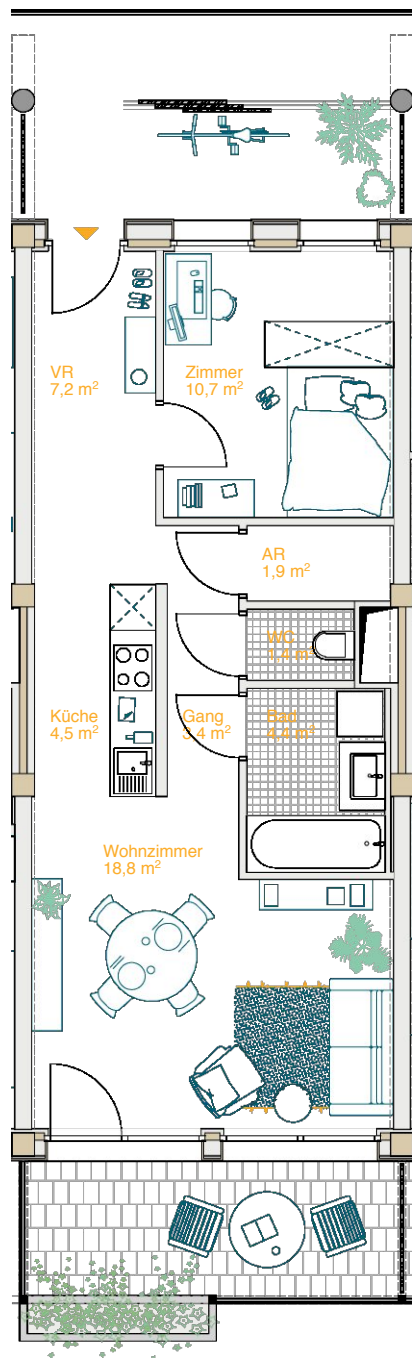 VR
7,2 m²
Zimmer
10,7 m²
AR
1,9 m²
WC
1,4 m²
Küche
4,5 m²
Gang
3,4 m²
Bad
4,4 m²
Wohnzimmer
18,8 m²